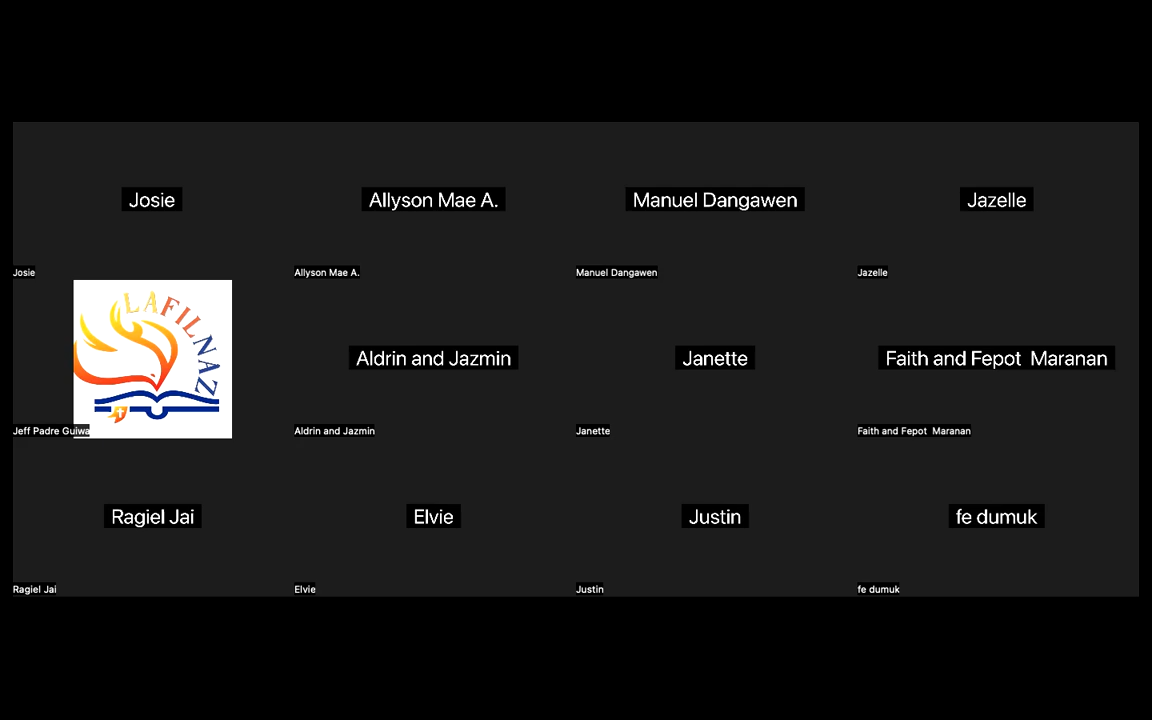 Josie
Allyson Mae A.
Manuel Dangawen
Jazelle
Josie
Allyson Mae A.
Manuel Dangawen
Jazelle
LAFILNAZ
Aldrin and Jazmin
Janette
Faith and Fepot Maranan
Jeff Padre Guiwa
Aldrin and Jazmin
Janette
Faith and Fepot Maranan
Ragiel Jai
Elvie
Justin
fe dumuk
Ragiel Jai
Elvie
Justin
fe dumuk